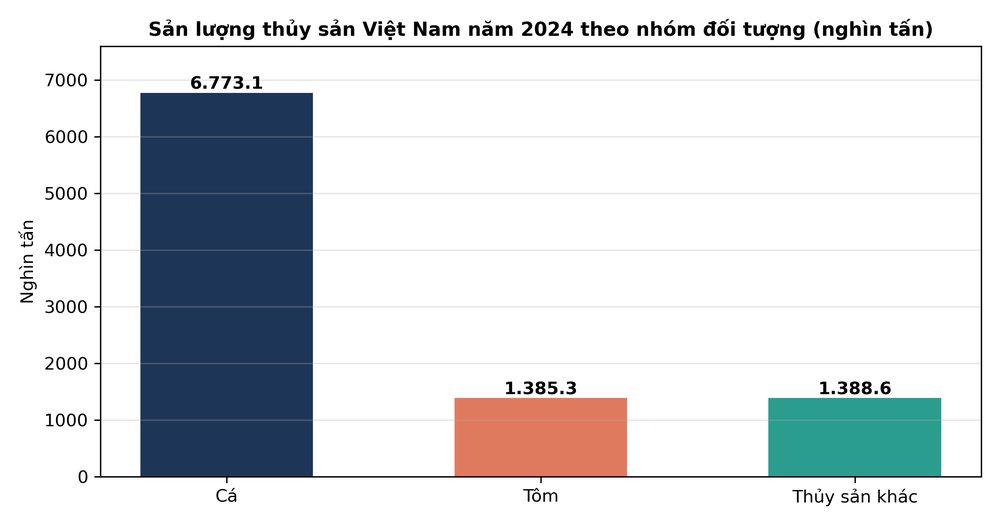 Sản lượng thủy sản Việt Nam năm 2024 theo nhóm đối tượng (nghìn tấn)
Nghìn tấn
7000
6000
5000
4000
3000
2000
1000
0
6.773.1
1.385.3
1.388.6
Cá
Tôm
Thủy sản khác